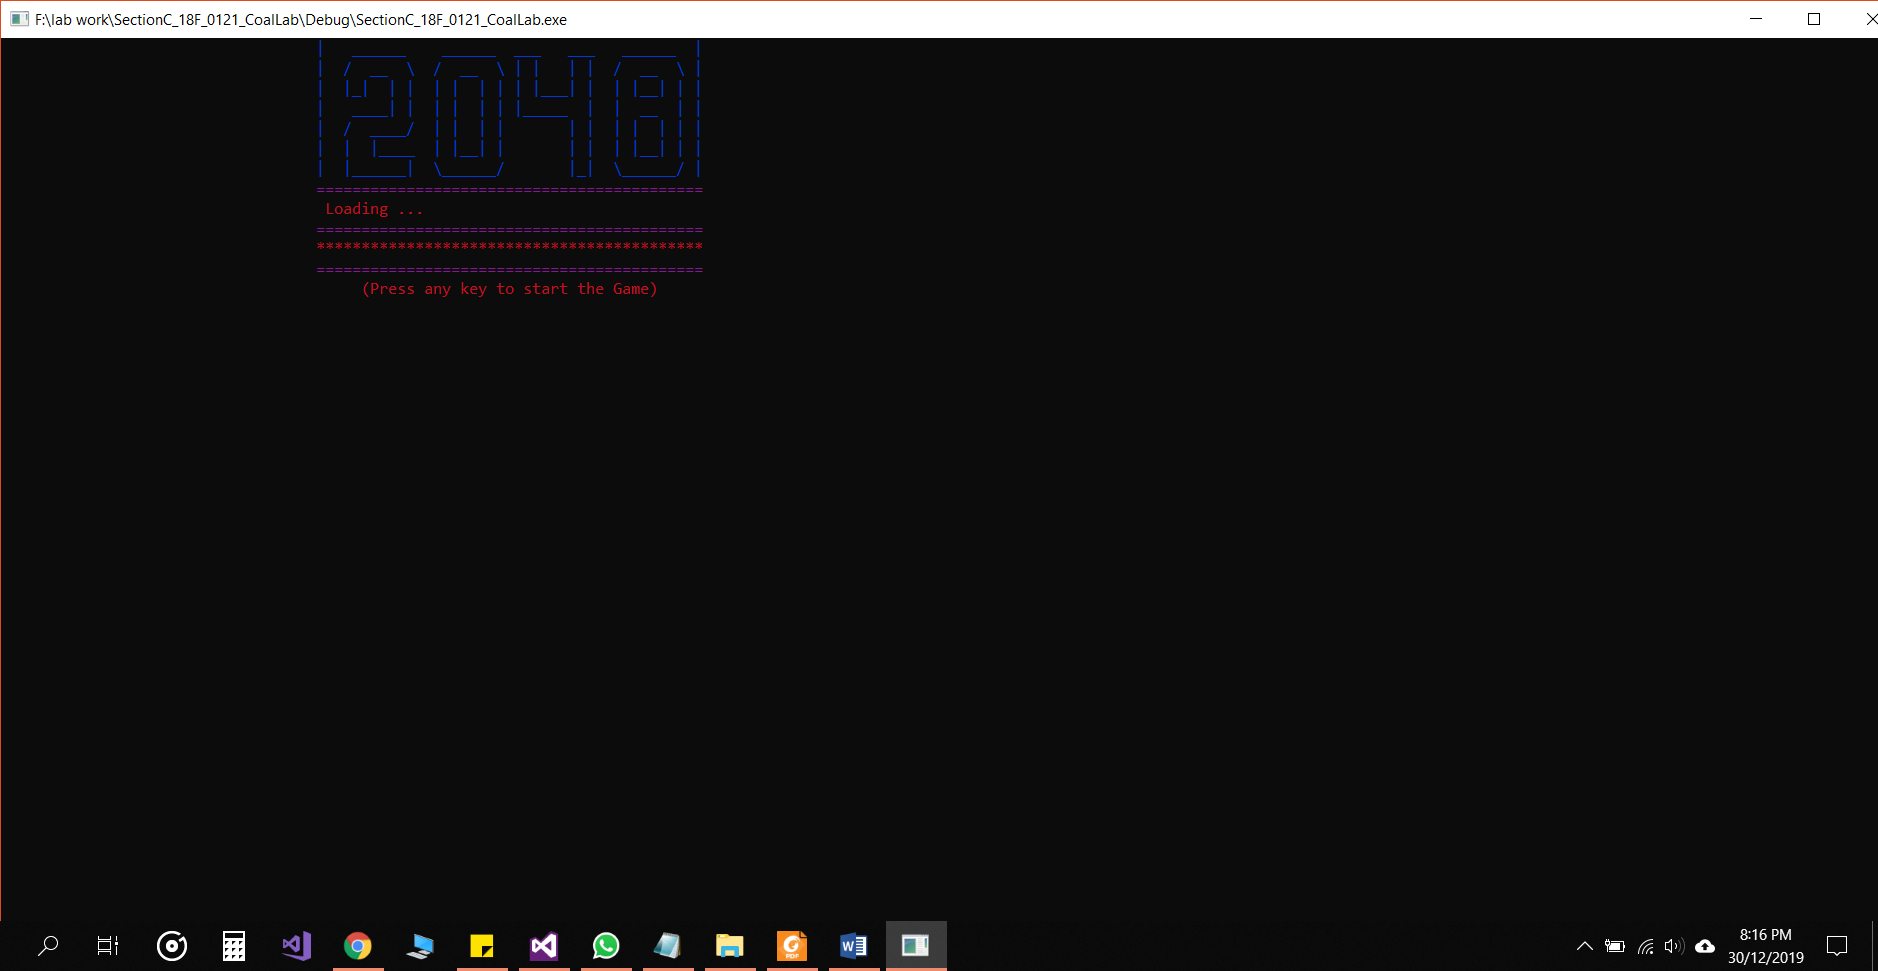 F:\lab work\SectionC_18F_0121_CoalLab\Debug\SectionC_18F_0121_CoalLab.exe
2048
===========================================
Loading ...
===========================================
*******************************************
===========================================
(Press any key to start the Game)
PDF
8:16 PM
30/12/2019